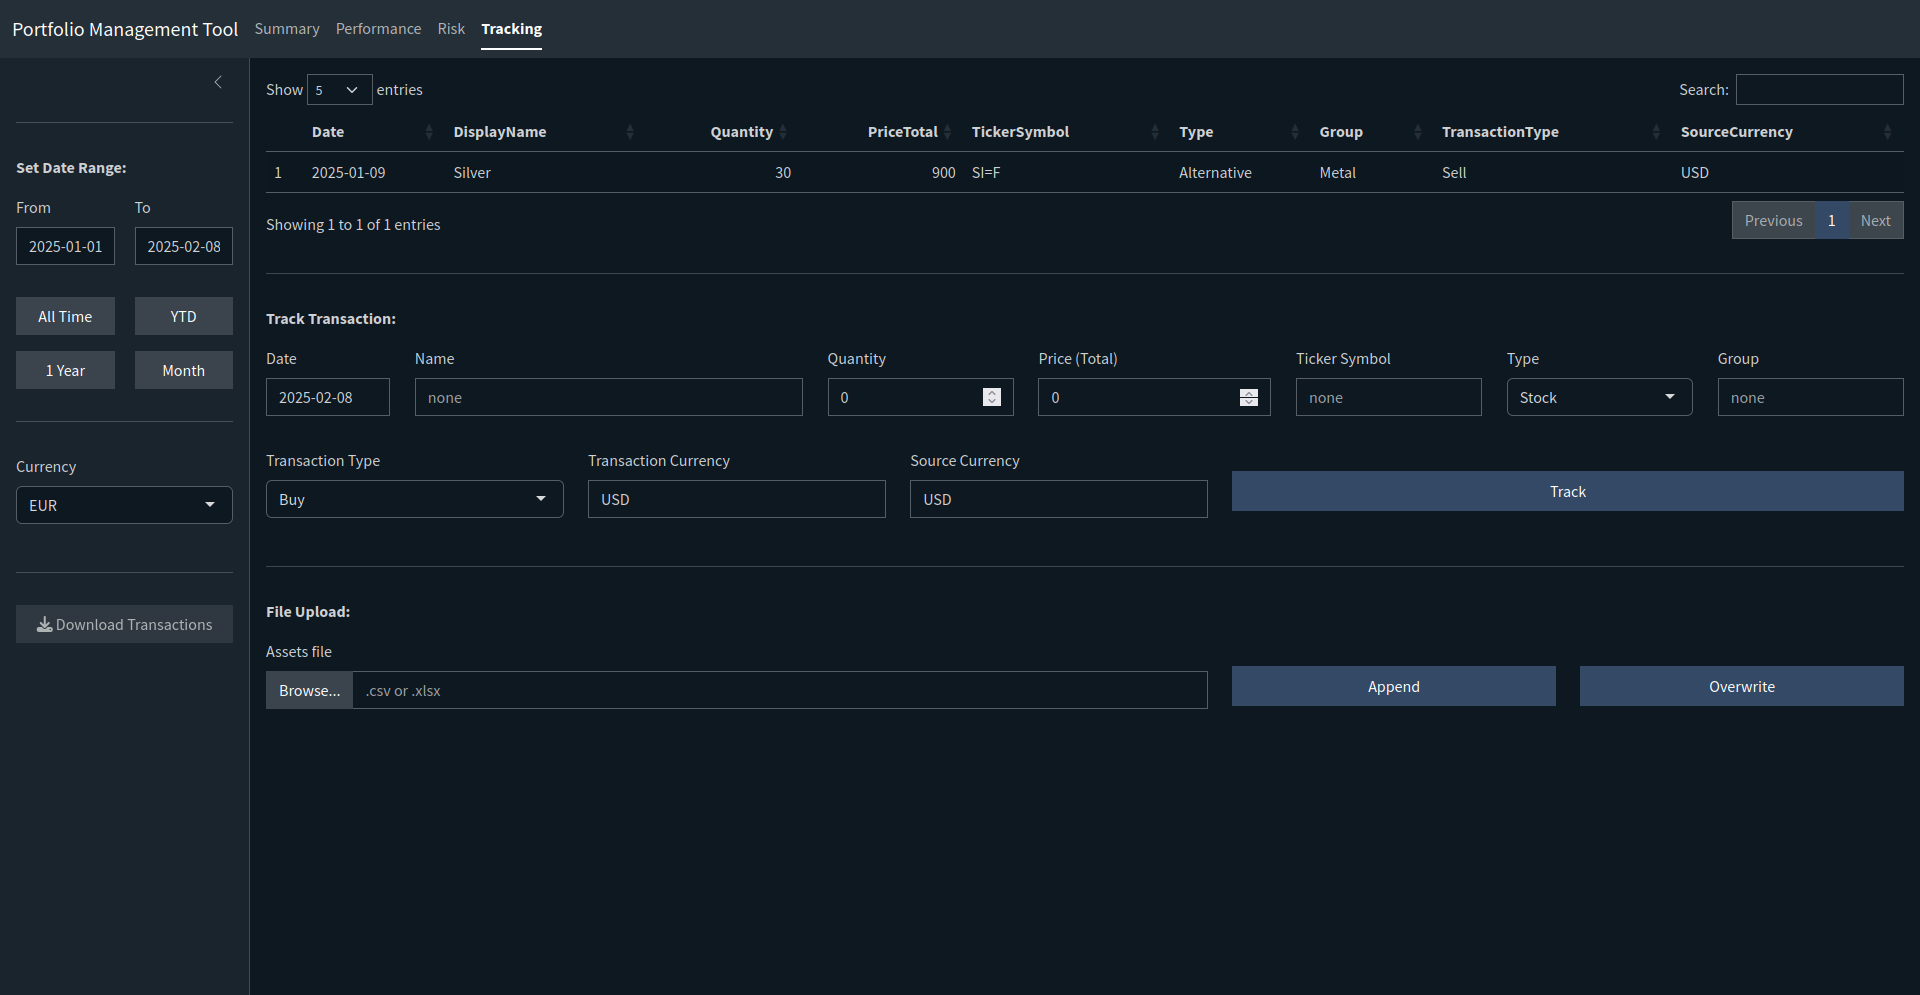 Portfolio Management Tool Summary Performance Risk Tracking
Set Date Range:
From To
2025-01-01 2025-02-08
All Time YTD
1 Year Month
Currency
EUR
Download Transactions
Show 5 entries Search:
Date DisplayName Quantity PriceTotal TickerSymbol Type Group TransactionType SourceCurrency
1 2025-01-09 Silver 30 900 SI=F Alternative Metal Sell USD
Showing 1 to 1 of 1 entries Previous 1 Next
Track Transaction:
Date Name Quantity Price (Total) Ticker Symbol Type Group
2025-02-08 none 0 0 none Stock none
Transaction Type Transaction Currency Source Currency
Buy USD USD Track
File Upload:
Assets file
Browse... .csv or .xlsx Append Overwrite